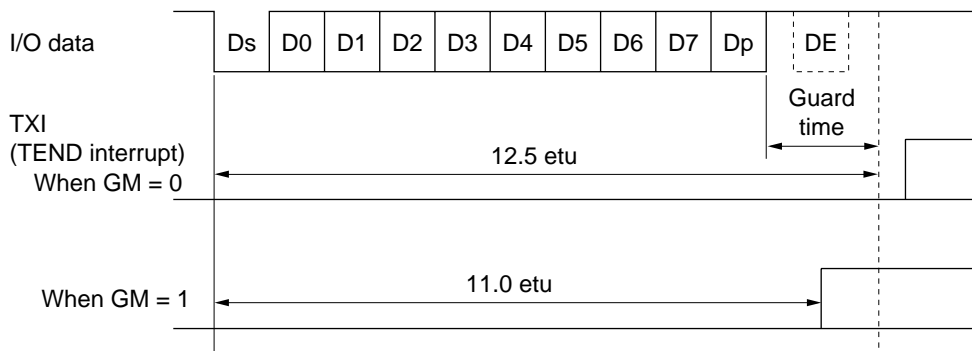 I/O data
Ds D0 D1 D2 D3 D4 D5 D6 D7 Dp DE
Guard
time
TXI
(TEND interrupt)
When GM = 0
12.5 etu
When GM = 1
11.0 etu